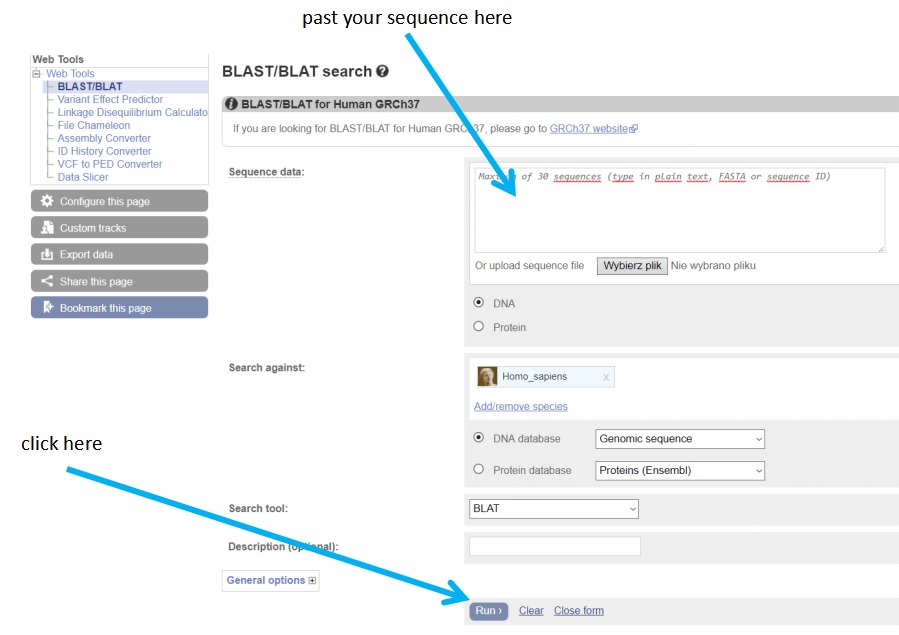 past your sequence here
Web Tools
Web Tools
BLAST/BLAT
Variant Effect Predictor
Linkage Disequilibrium Calculato
File Chameleon
Assembly Converter
ID History Converter
VCF to PED Converter
Data Slicer
Configure this page
Custom tracks
Export data
Share this page
Bookmark this page
BLAST/BLAT search
BLAST/BLAT for Human GRCh37
If you are looking for BLAST/BLAT for Human GRCh37, please go to GRCh37 website.
Sequence data:
Maximum of 30 sequences (type in plain text, FASTA or sequence ID)
Or upload sequence file Wybierz plik Nie wybrano pliku
DNA
Protein
Search against:
Homo_sapiens x
Add/remove species
DNA database Genomic sequence
Protein database Proteins (Ensembl)
click here
Search tool: BLAT
Description (optional):
General options
Run › Clear Close form